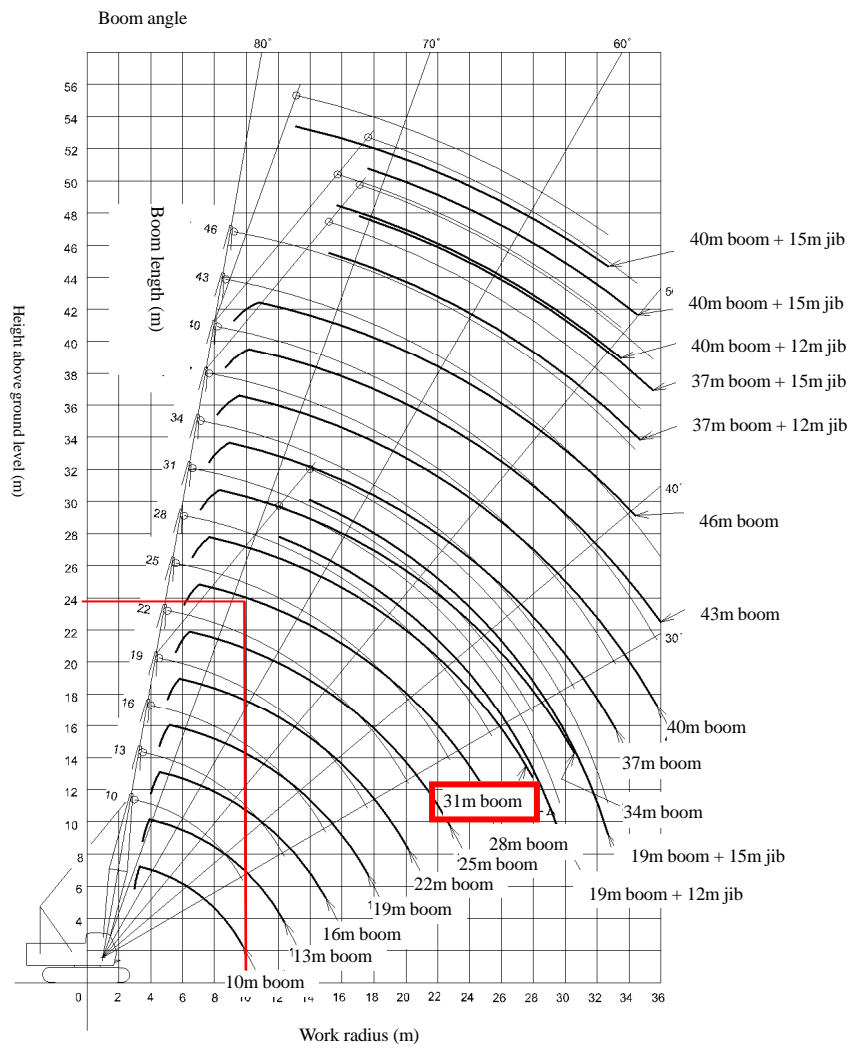 Boom angle
80°
70°
60°
56
54
52
50
48
46
44
42
40
38
36
34
32
30
28
26
24
22
20
18
16
14
12
10
8
6
4
2
Height above ground level (m)
Boom length (m)
46
43
40
34
31
28
25
22
19
16
13
10
40°
30°
40m boom + 15m jib
40m boom + 15m jib
40m boom + 12m jib
37m boom + 15m jib
37m boom + 12m jib
46m boom
43m boom
40m boom
37m boom
34m boom
31m boom
19m boom + 15m jib
28m boom
25m boom
19m boom + 12m jib
22m boom
19m boom
16m boom
13m boom
10m boom
0 2 4 6 8 12 14 16 18 20 22 24 26 28 30 32 34 36
Work radius (m)